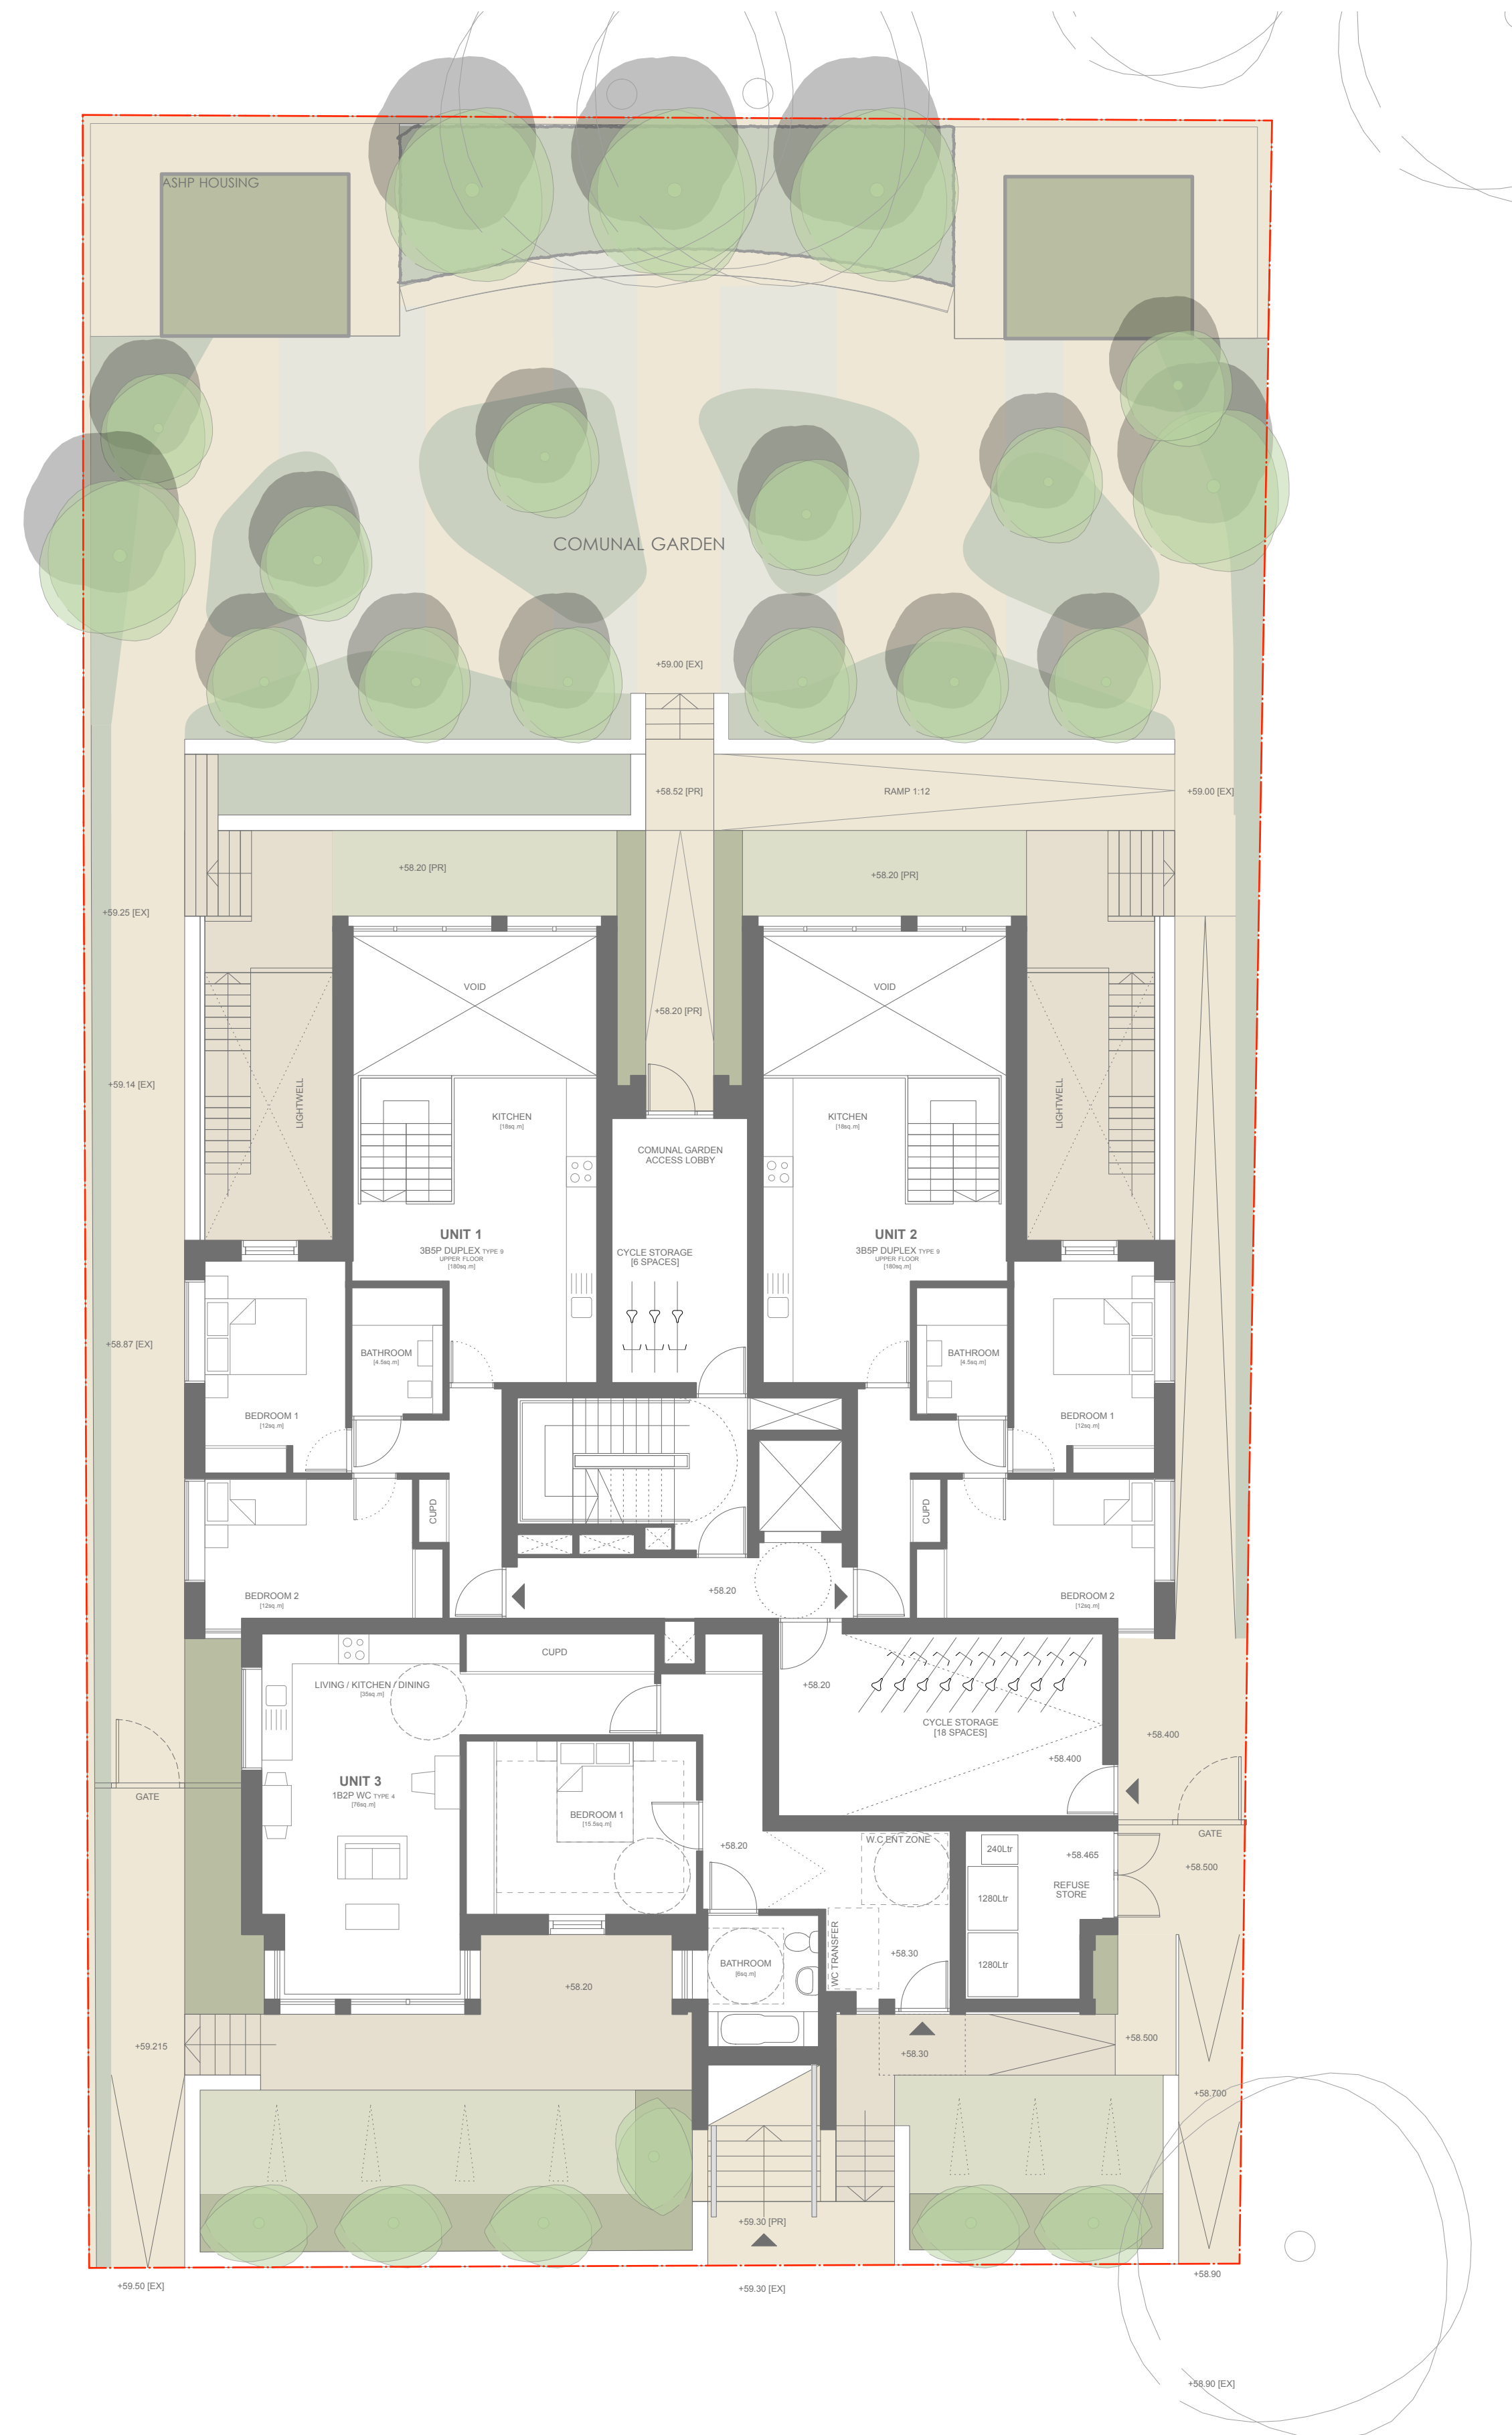 ASHP HOUSING
COMUNAL GARDEN
+59.00 [EX]
+58.52 [PR]
RAMP 1:12
+59.00 [EX]
+58.20 [PR]
+58.20 [PR]
+59.25 [EX]
VOID
VOID
+58.20 [PR]
+59.14 [EX]
LIGHTWELL
KITCHEN
[18sq.m]
KITCHEN
[18sq.m]
LIGHTWELL
COMUNAL GARDEN
ACCESS LOBBY
UNIT 1
3B5P DUPLEX TYPE 9
UPPER FLOOR
[180sq.m]
CYCLE STORAGE
[6 SPACES]
UNIT 2
3B5P DUPLEX TYPE 9
UPPER FLOOR
[180sq.m]
+58.87 [EX]
BATHROOM
[4.5sq.m]
BATHROOM
[4.5sq.m]
BEDROOM 1
[12sq.m]
BEDROOM 1
[12sq.m]
CUPD
CUPD
BEDROOM 2
[12sq.m]
+58.20
BEDROOM 2
[12sq.m]
CUPD
LIVING / KITCHEN / DINING
[35sq.m]
+58.20
CYCLE STORAGE
[18 SPACES]
+58.400
+58.400
UNIT 3
1B2P WC TYPE 4
[76sq.m]
GATE
BEDROOM 1
[15.5sq.m]
+58.20
W.C ENT ZONE
GATE
240Ltr
+58.465
+58.500
REFUSE
STORE
1280Ltr
WC TRANSFER
+58.30
BATHROOM
[6sq.m]
1280Ltr
+58.20
+58.500
+59.215
+58.30
+58.700
+59.30 [PR]
+58.90
+59.50 [EX]
+59.30 [EX]
+58.90 [EX]